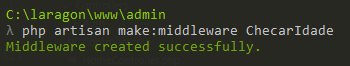 C:\laragon\www\admin
λ php artisan make:middleware ChecarIdade
Middleware created successfully.